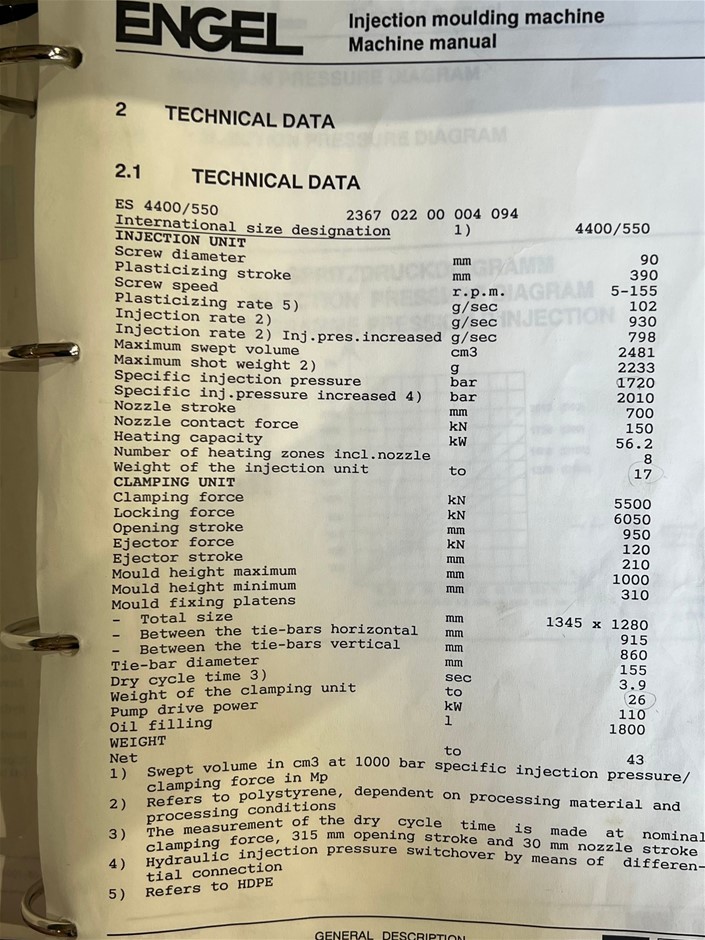 ENGEL
Injection moulding machine
Machine manual
2 TECHNICAL DATA
2.1 TECHNICAL DATA
ES 4400/550 2367 022 00 004 094
International size designation 1) 4400/550
INJECTION UNIT
Screw diameter mm 90
Plasticizing stroke mm 390
Screw speed r.p.m. 5-155
Plasticizing rate 5) g/sec 102
Injection rate 2) g/sec 930
Injection rate 2) Inj.pres.increased g/sec 798
Maximum swept volume cm3 2481
Maximum shot weight 2) g 2233
Specific injection pressure bar 1720
Specific inj.pressure increased 4) bar 2010
Nozzle stroke mm 700
Nozzle contact force kN 150
Heating capacity kW 56.2
Number of heating zones incl.nozzle 8
Weight of the injection unit to 17
CLAMPING UNIT
Clamping force kN 5500
Locking force kN 6050
Opening stroke mm 950
Ejector force kN 120
Ejector stroke mm 210
Mould height maximum mm 1000
Mould height minimum mm 310
Mould fixing platens
- Total size mm 1345 x 1280
- Between the tie-bars horizontal mm 915
- Between the tie-bars vertical mm 860
Tie-bar diameter mm 155
Dry cycle time 3) sec 3.9
Weight of the clamping unit to 26
Pump drive power kW 110
Oil filling l 1800
WEIGHT
Net to 43
1) Swept volume in cm3 at 1000 bar specific injection pressure/
clamping force in Mp
2) Refers to polystyrene, dependent on processing material and
processing conditions
3) The measurement of the dry cycle time is made at nominal
clamping force, 315 mm opening stroke and 30 mm nozzle stroke
4) Hydraulic injection pressure switchover by means of differen-
tial connection
5) Refers to HDPE
GENERAL DESCRIPTION